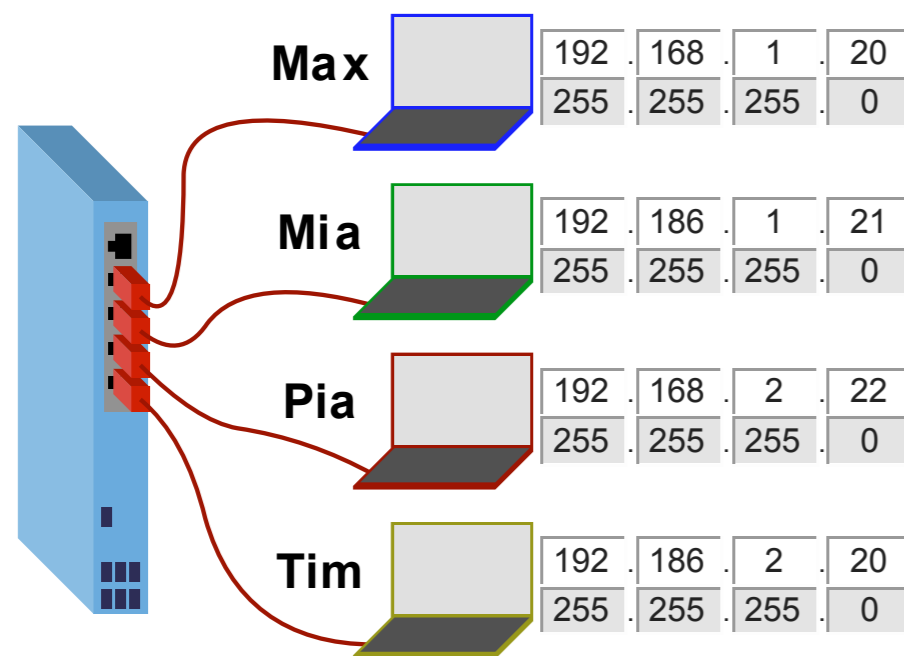 Max
192 . 168 . 1 . 20
255 . 255 . 255 . 0
Mia
192 . 186 . 1 . 21
255 . 255 . 255 . 0
Pia
192 . 168 . 2 . 22
255 . 255 . 255 . 0
Tim
192 . 186 . 2 . 20
255 . 255 . 255 . 0